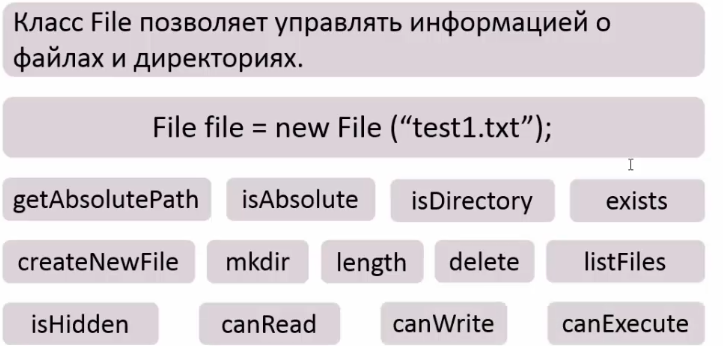 Класс File позволяет управлять информацией о
файлах и директориях.
File file = new File (“test1.txt”);
getAbsolutePath isAbsolute isDirectory exists
createNewFile mkdir length delete listFiles
isHidden canRead canWrite canExecute